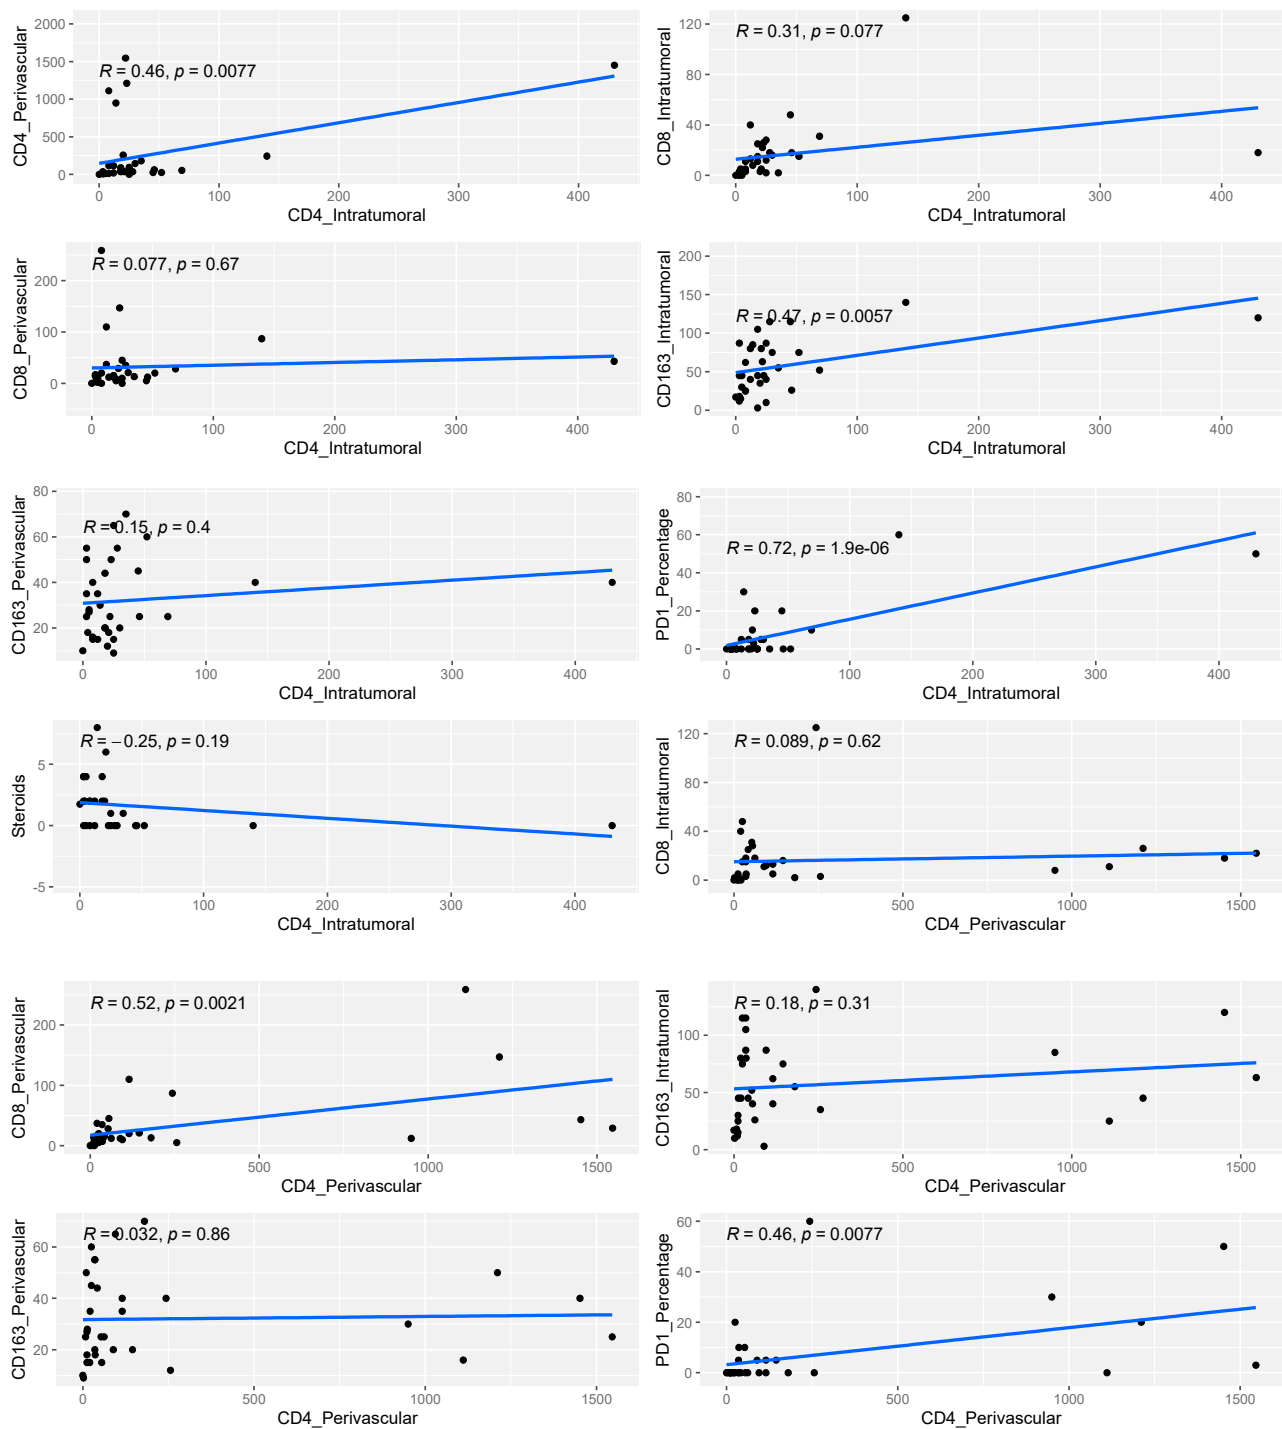 CD4_Perivascular
2000
1500
1000
500
0
R = 0.46, p = 0.0077
0 100 200 300 400
CD4_Intratumoral
CD8_Intratumoral
120
80
40
0
R = 0.31, p = 0.077
0 100 200 300 400
CD4_Intratumoral
CD8_Perivascular
200
100
0
R = 0.077, p = 0.67
0 100 200 300 400
CD4_Intratumoral
CD163_Intratumoral
200
150
100
50
0
R = 0.47, p = 0.0057
0 100 200 300 400
CD4_Intratumoral
CD163_Perivascular
80
60
40
20
R = 0.15, p = 0.4
0 100 200 300 400
CD4_Intratumoral
PD1_Percentage
80
60
40
20
0
R = 0.72, p = 1.9e-06
0 100 200 300 400
CD4_Intratumoral
Steroids
5
0
-5
R = −0.25, p = 0.19
0 100 200 300 400
CD4_Intratumoral
CD8_Intratumoral
120
80
40
0
R = 0.089, p = 0.62
0 500 1000 1500
CD4_Perivascular
CD8_Perivascular
200
100
0
R = 0.52, p = 0.0021
0 500 1000 1500
CD4_Perivascular
CD163_Intratumoral
100
50
0
R = 0.18, p = 0.31
0 500 1000 1500
CD4_Perivascular
CD163_Perivascular
60
40
20
R = 0.032, p = 0.86
0 500 1000 1500
CD4_Perivascular
PD1_Percentage
60
40
20
0
R = 0.46, p = 0.0077
0 500 1000 1500
CD4_Perivascular